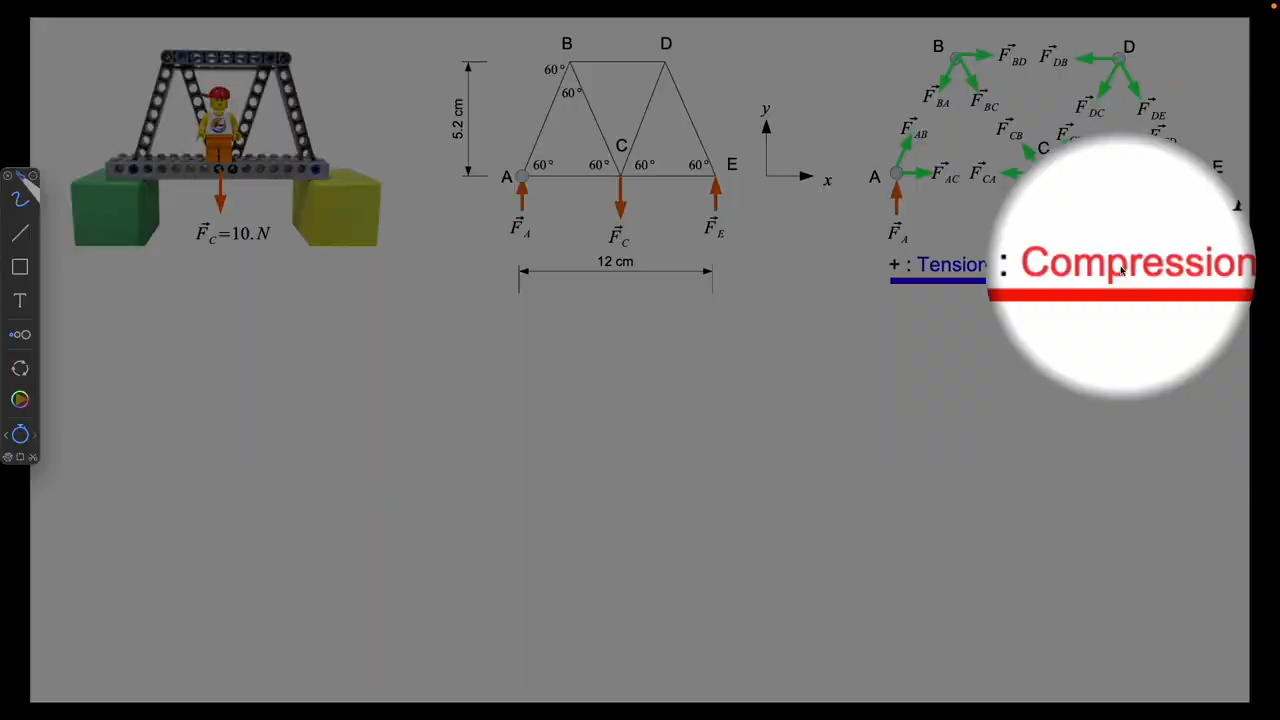 F⃗C=10. N
B D
60°
60°
5.2 cm
C
60° 60° 60° 60°
A E
F⃗A F⃗C F⃗E
12 cm
y
x
B F⃗BD F⃗DB D
F⃗BA F⃗BC F⃗DC F⃗DE
F⃗AB F⃗CB
C
A F⃗AC F⃗CA E
F⃗A
+ : Tension : Compression
T